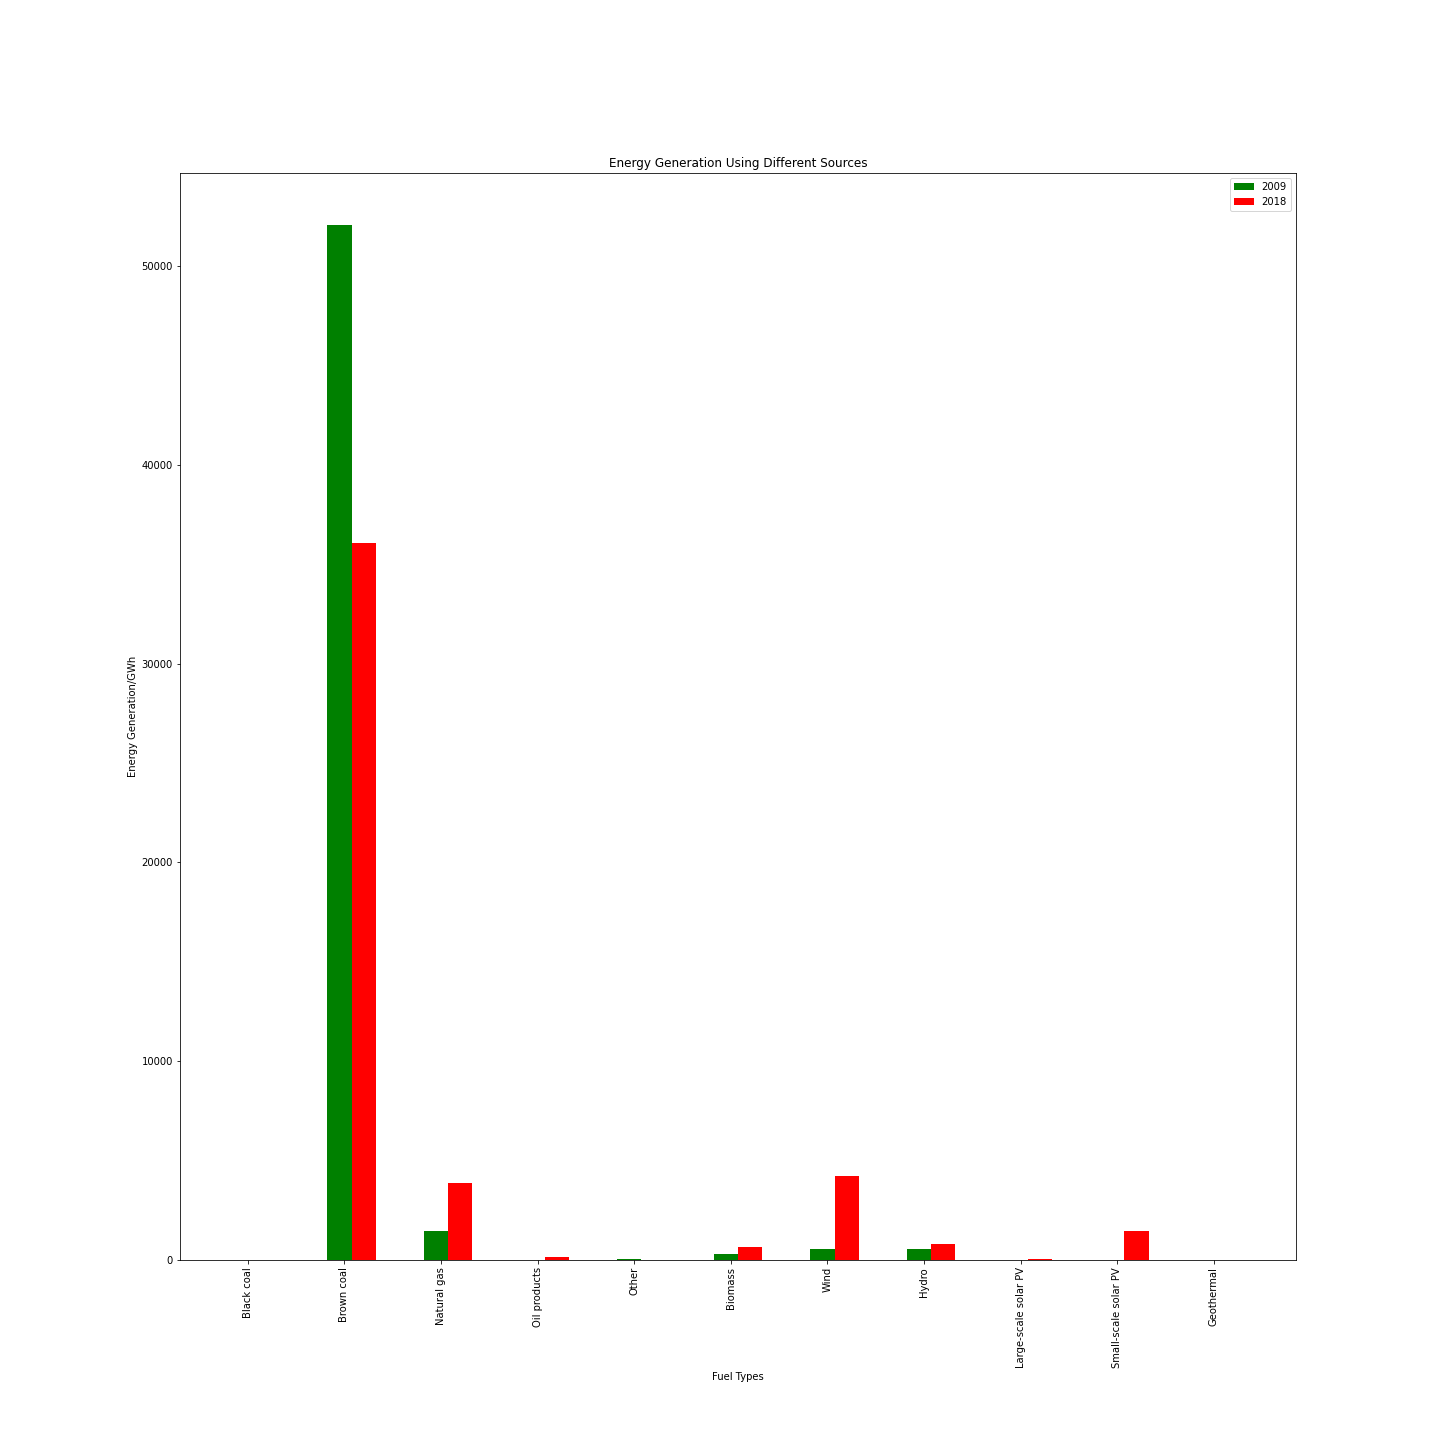 Energy Generation Using Different Sources
2009
2018
50000
40000
30000
20000
10000
0
Energy Generation/GWh
Black coal
Brown coal
Natural gas
Oil products
Other
Biomass
Wind
Hydro
Large-scale solar PV
Small-scale solar PV
Geothermal
Fuel Types